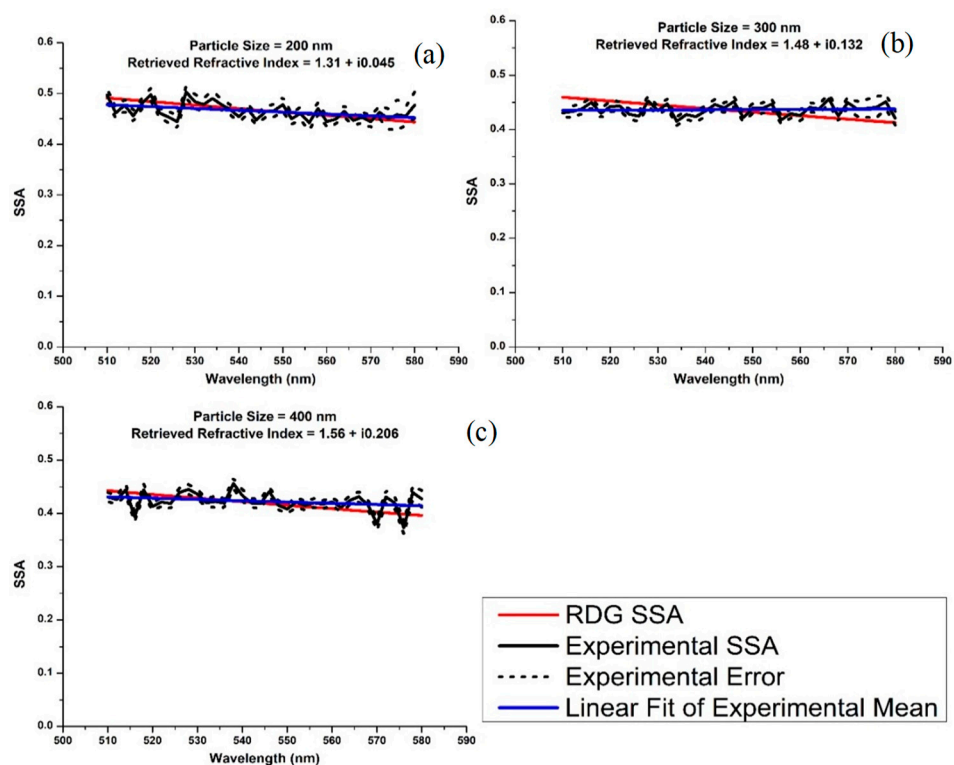 Particle Size = 200 nm
Retrieved Refractive Index = 1.31 + i0.045
(a)
0.6
0.5
0.4
0.3
0.2
0.1
0.0
SSA
500 510 520 530 540 550 560 570 580 590
Wavelength (nm)
Particle Size = 300 nm
Retrieved Refractive Index = 1.48 + i0.132
(b)
0.6
0.5
0.4
0.3
0.2
0.1
0.0
SSA
500 510 520 530 540 550 560 570 580 590
Wavelength (nm)
Particle Size = 400 nm
Retrieved Refractive Index = 1.56 + i0.206
(c)
0.6
0.5
0.4
0.3
0.2
0.1
0.0
SSA
500 510 520 530 540 550 560 570 580 590
Wavelength (nm)
RDG SSA
Experimental SSA
Experimental Error
Linear Fit of Experimental Mean